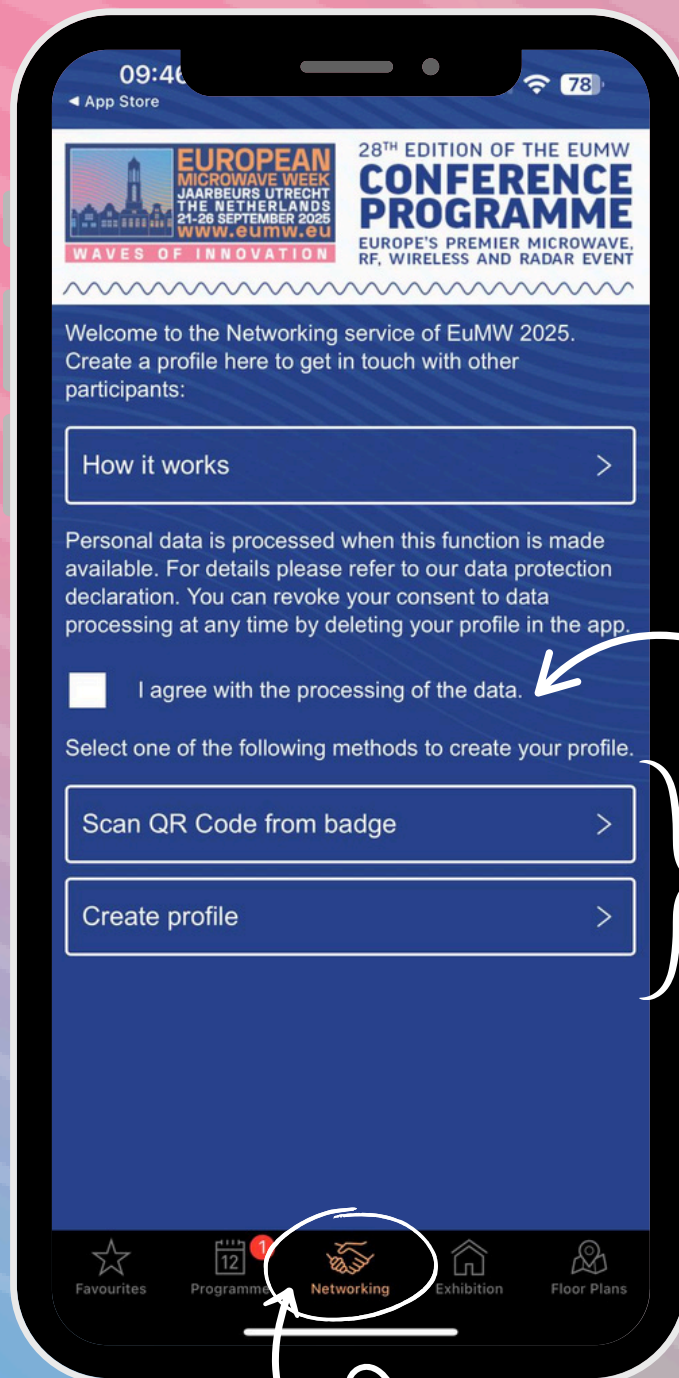 09:46
78
◀ App Store
EUROPEAN
MICROWAVE WEEK
JAARBEURS UTRECHT
THE NETHERLANDS
21-26 SEPTEMBER 2025
www.eumw.eu
WAVES OF INNOVATION
28TH EDITION OF THE EUMW
CONFERENCE
PROGRAMME
EUROPE'S PREMIER MICROWAVE,
RF, WIRELESS AND RADAR EVENT
Welcome to the Networking service of EuMW 2025.
Create a profile here to get in touch with other
participants:
How it works
Personal data is processed when this function is made
available. For details please refer to our data protection
declaration. You can revoke your consent to data
processing at any time by deleting your profile in the app.
I agree with the processing of the data.
Select one of the following methods to create your profile.
Scan QR Code from badge
Create profile
12
1
Favourites
Programme
Networking
Exhibition
Floor Plans